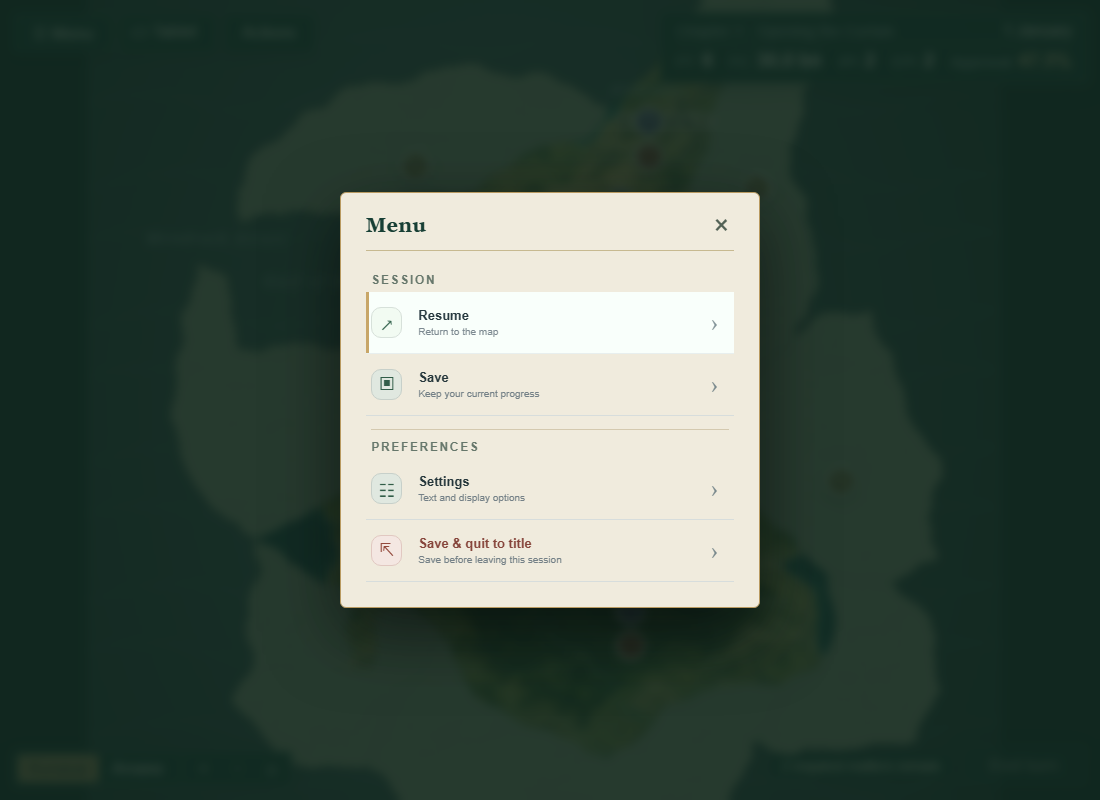 Menu
×
SESSION
Resume
Return to the map
Save
Keep your current progress
PREFERENCES
Settings
Text and display options
Save & quit to title
Save before leaving this session